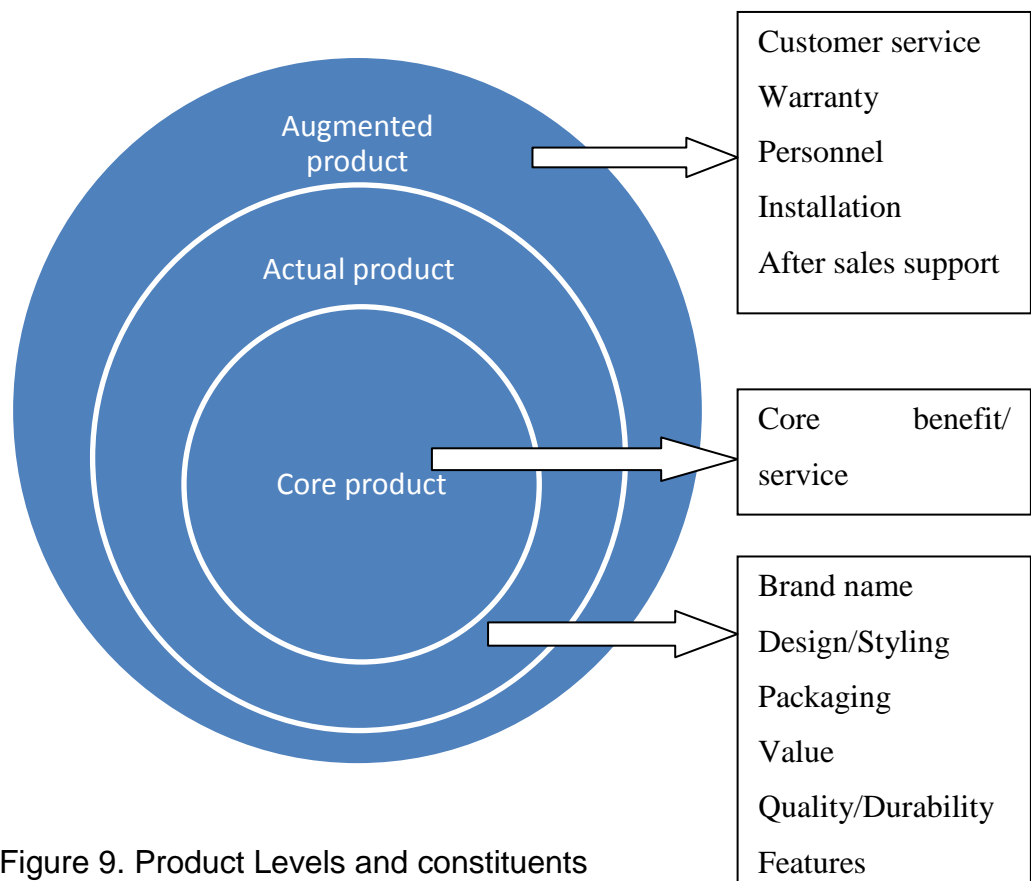 Augmented
product
Actual product
Core product
Customer service
Warranty
Personnel
Installation
After sales support
Core benefit/
service
Brand name
Design/Styling
Packaging
Value
Quality/Durability
Features
Figure 9. Product Levels and constituents